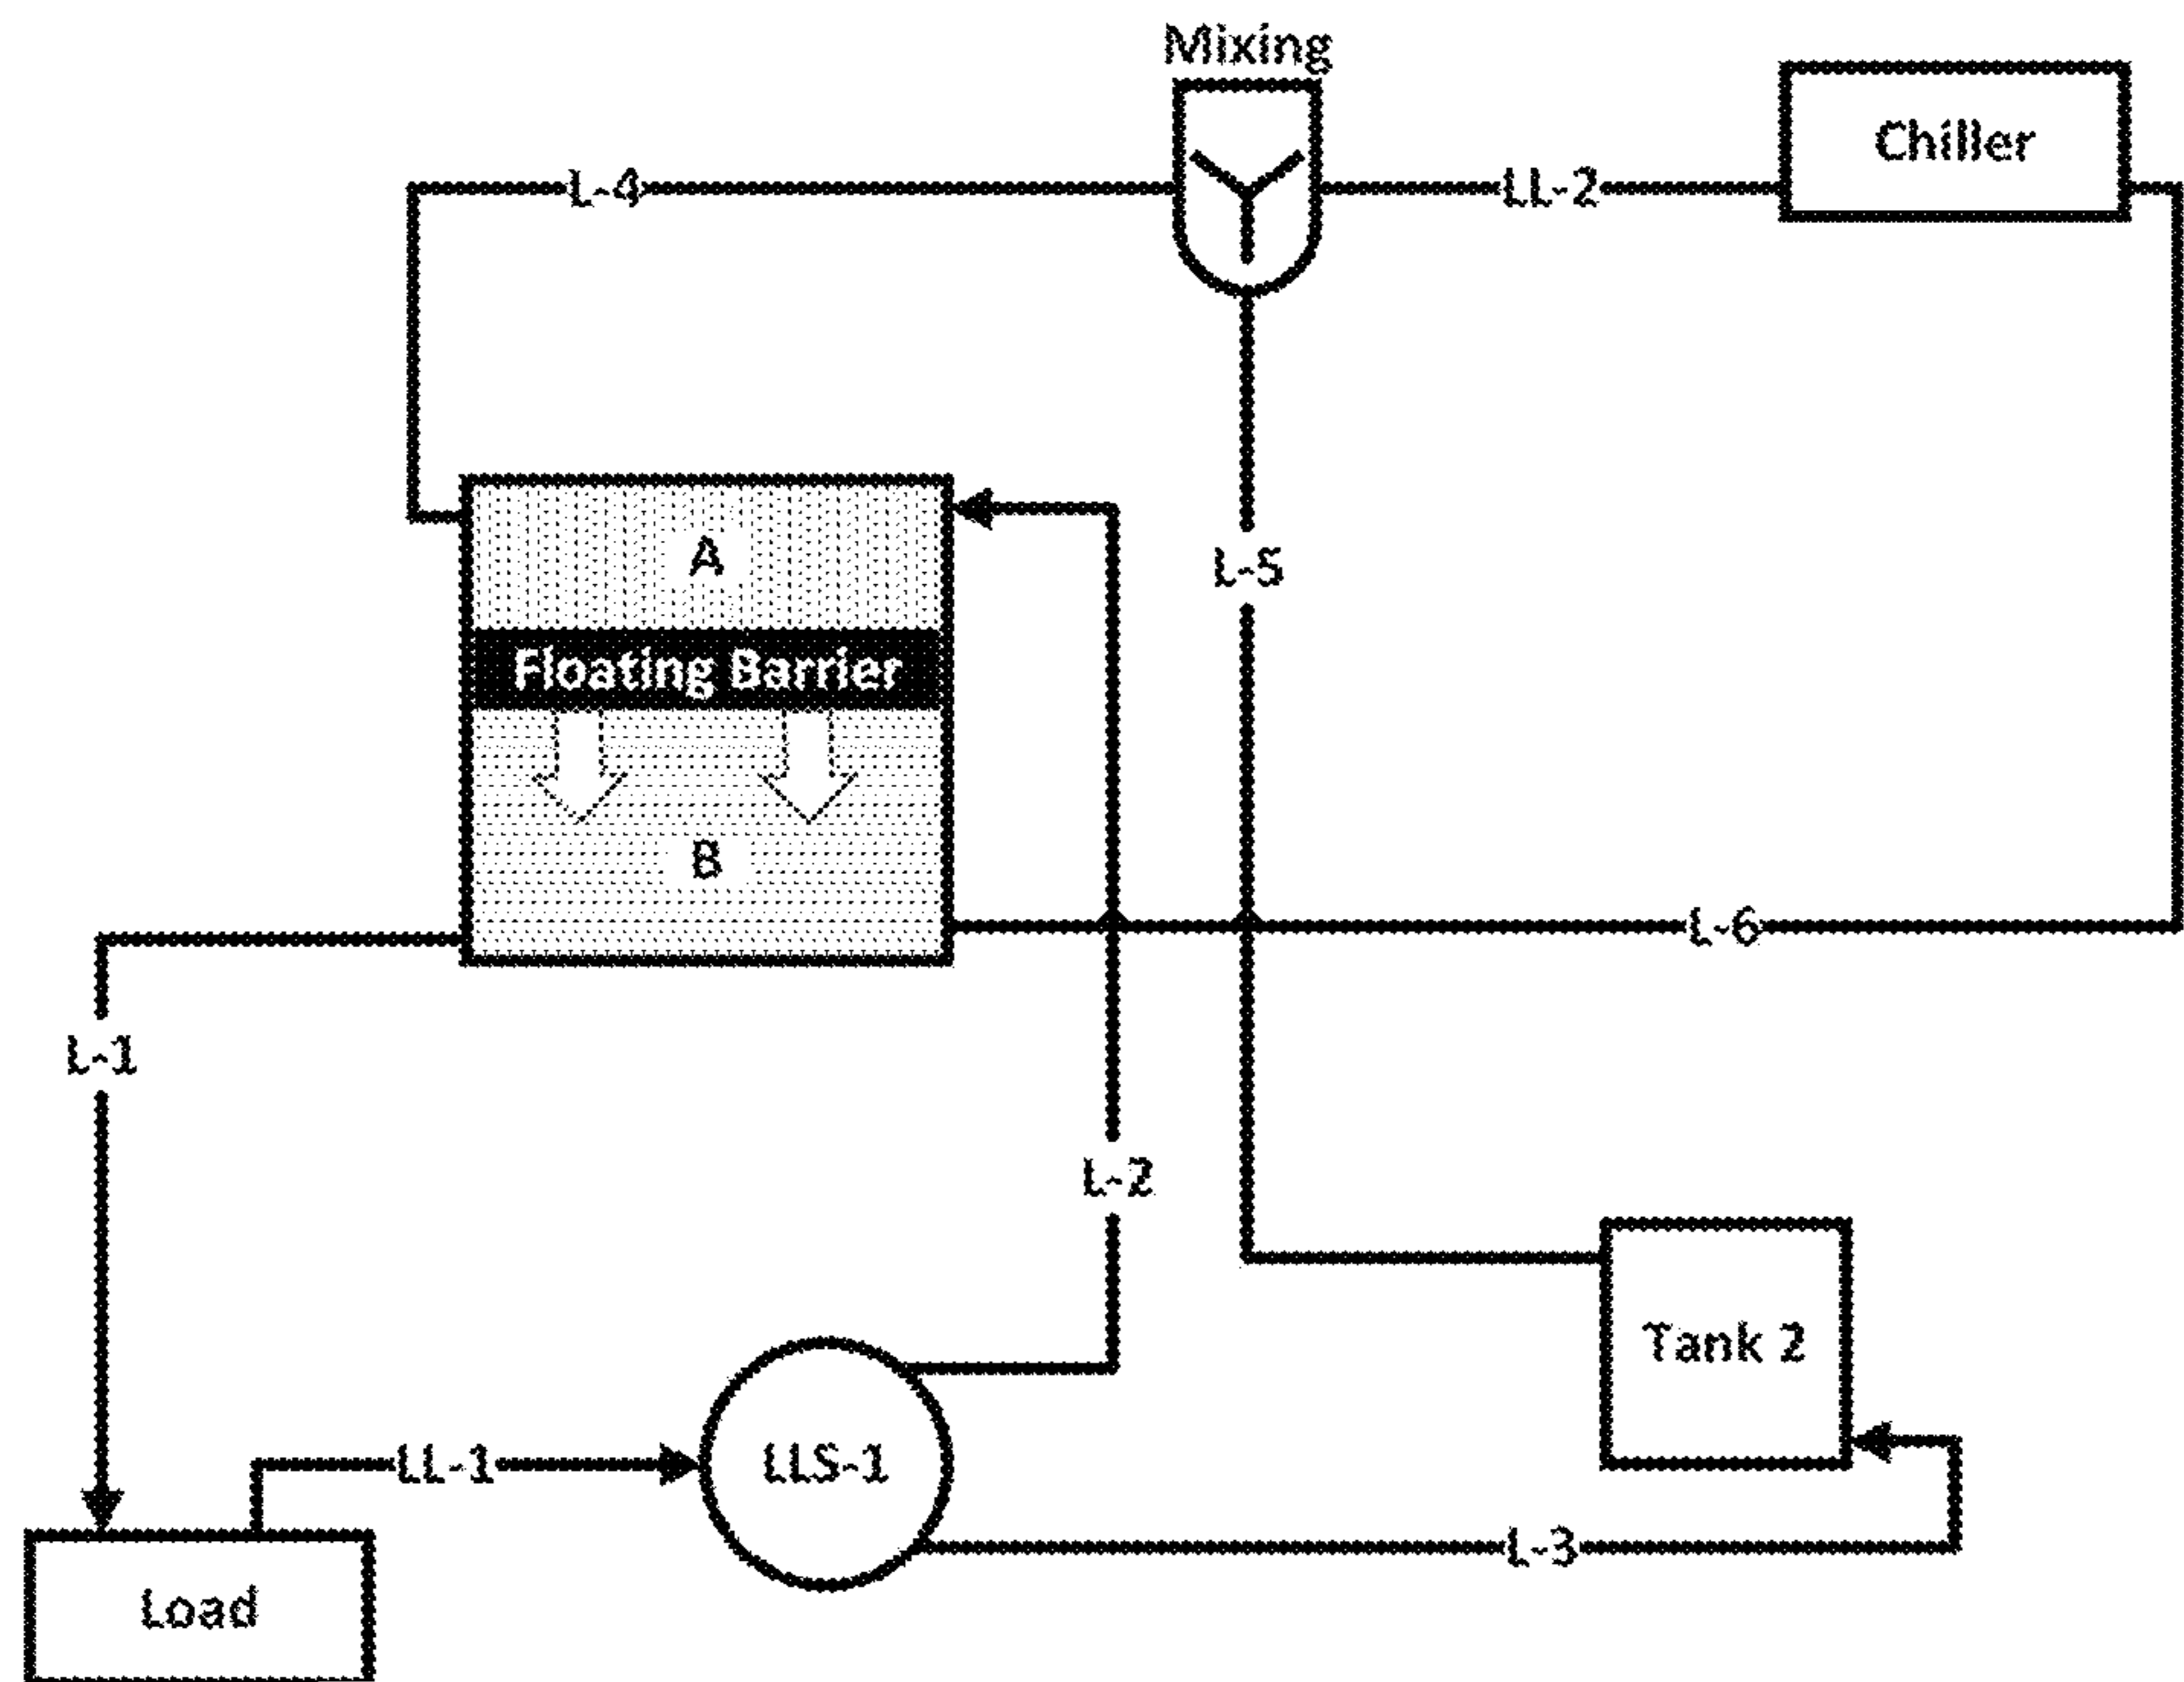 Mixing
Chiller
L-4
LL-2
A
L-5
Floating Barrier
B
L-6
L-1
L-2
Tank 2
LL-1
LLS-1
L-3
Load